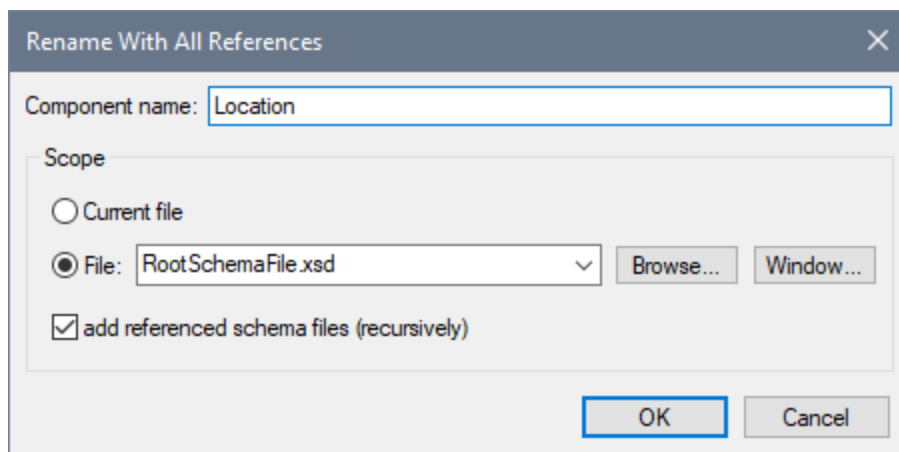 Rename With All References
Component name: Location
Scope
Current file
File: RootSchemaFile.xsd Browse... Window...
add referenced schema files (recursively)
OK Cancel